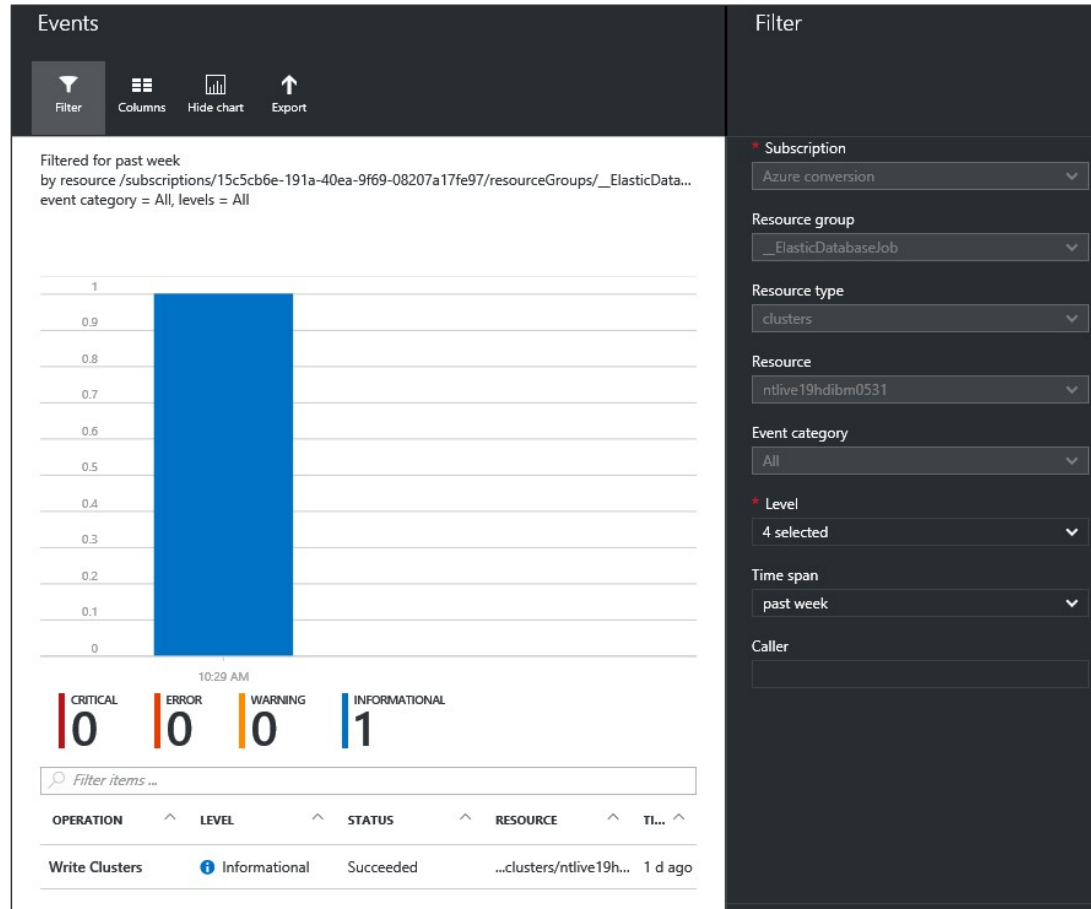 Events
Filter
Columns
Hide chart
Export
Filtered for past week
by resource /subscriptions/15c5cb6e-191a-40ea-9f69-08207a17fe97/resourceGroups/__ElasticData...
event category = All, levels = All
1
0.9
0.8
0.7
0.6
0.5
0.4
0.3
0.2
0.1
0
10:29 AM
CRITICAL
0
ERROR
0
WARNING
0
INFORMATIONAL
1
Filter items ...
OPERATION LEVEL STATUS RESOURCE TI...
Write Clusters Informational Succeeded ...clusters/ntlive19h... 1 d ago
Filter
* Subscription
Azure conversion
Resource group
__ElasticDatabaseJob
Resource type
clusters
Resource
ntlive19hdibm0531
Event category
All
* Level
4 selected
Time span
past week
Caller